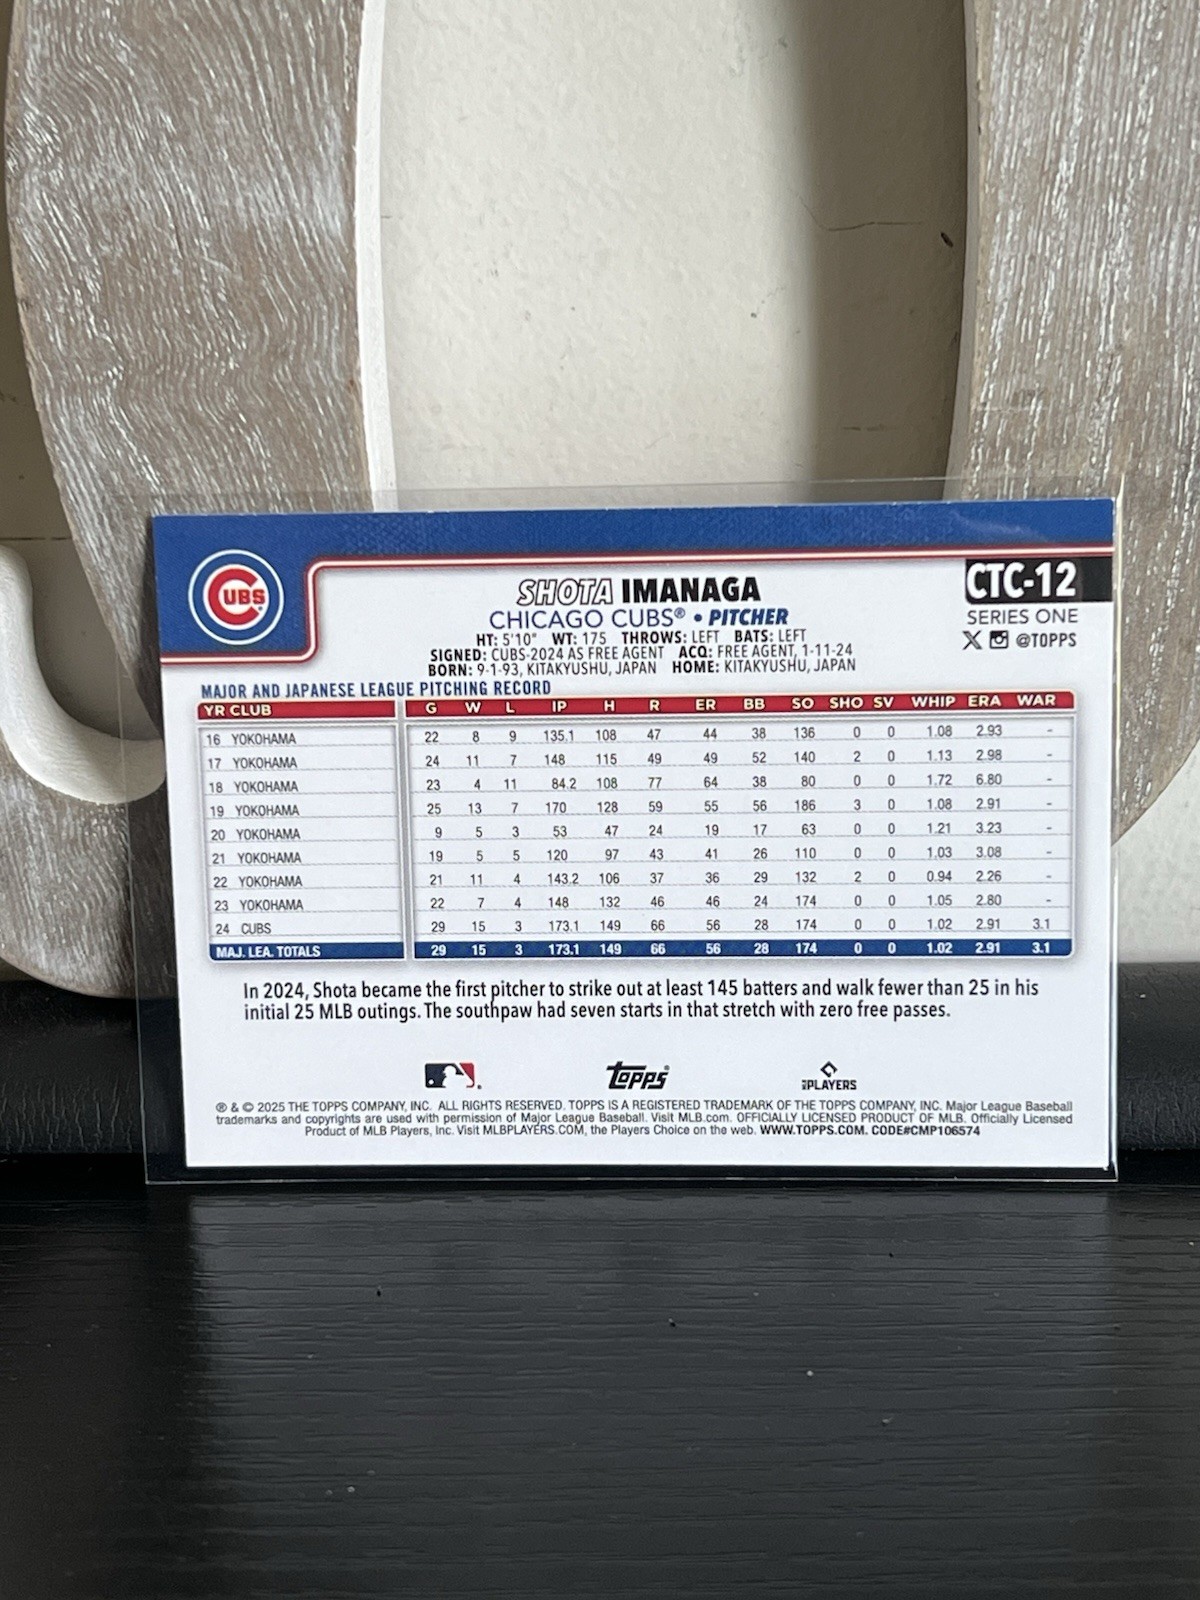 CUBS
SHOTA IMANAGA
CTC-12
CHICAGO CUBS® • PITCHER
SERIES ONE
HT: 5'10" WT: 175 THROWS: LEFT BATS: LEFT
@TOPPS
SIGNED: CUBS-2024 AS FREE AGENT ACQ: FREE AGENT, 1-11-24
BORN: 9-1-93, KITAKYUSHU, JAPAN HOME: KITAKYUSHU, JAPAN
MAJOR AND JAPANESE LEAGUE PITCHING RECORD
YR CLUB G W L IP H R ER BB SO SHO SV WHIP ERA WAR
16 YOKOHAMA 22 8 9 135.1 108 47 44 38 136 0 0 1.08 2.93 -
17 YOKOHAMA 24 11 7 148 115 49 49 52 140 2 0 1.13 2.98 -
18 YOKOHAMA 23 4 11 84.2 108 77 64 38 80 0 0 1.72 6.80 -
19 YOKOHAMA 25 13 7 170 128 59 55 56 186 3 0 1.08 2.91 -
20 YOKOHAMA 9 5 3 53 47 24 19 17 63 0 0 1.21 3.23 -
21 YOKOHAMA 19 5 5 120 97 43 41 26 110 0 0 1.03 3.08 -
22 YOKOHAMA 21 11 4 143.2 106 37 36 29 132 2 0 0.94 2.26 -
23 YOKOHAMA 22 7 4 148 132 46 46 24 174 0 0 1.05 2.80 -
24 CUBS 29 15 3 173.1 149 66 56 28 174 0 0 1.02 2.91 3.1
MAJ. LEA. TOTALS 29 15 3 173.1 149 66 56 28 174 0 0 1.02 2.91 3.1
In 2024, Shota became the first pitcher to strike out at least 145 batters and walk fewer than 25 in his
initial 25 MLB outings. The southpaw had seven starts in that stretch with zero free passes.
Topps®
MLB PLAYERS
® & © 2025 THE TOPPS COMPANY, INC. ALL RIGHTS RESERVED. TOPPS IS A REGISTERED TRADEMARK OF THE TOPPS COMPANY, INC. Major League Baseball
trademarks and copyrights are used with permission of Major League Baseball. Visit MLB.com. OFFICIALLY LICENSED PRODUCT OF MLB. Officially Licensed
Product of MLB Players, Inc. Visit MLBPLAYERS.COM, the Players Choice on the web. WWW.TOPPS.COM. CODE#CMP106574